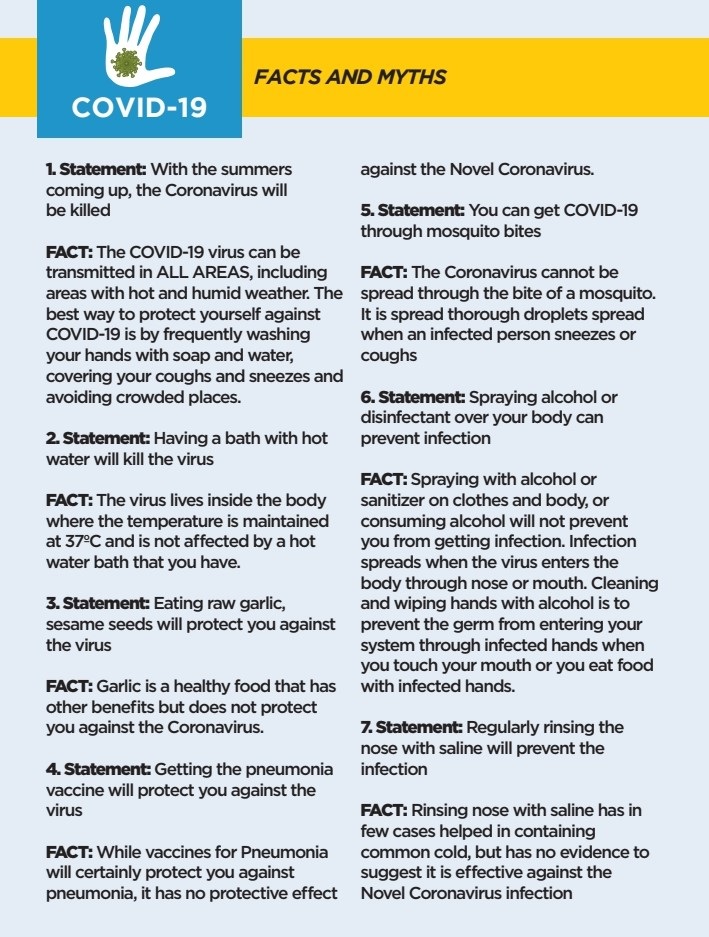 COVID-19
FACTS AND MYTHS
1. Statement: With the summers
coming up, the Coronavirus will
be killed
FACT: The COVID-19 virus can be
transmitted in ALL AREAS, including
areas with hot and humid weather. The
best way to protect yourself against
COVID-19 is by frequently washing
your hands with soap and water,
covering your coughs and sneezes and
avoiding crowded places.
2. Statement: Having a bath with hot
water will kill the virus
FACT: The virus lives inside the body
where the temperature is maintained
at 37ºC and is not affected by a hot
water bath that you have.
3. Statement: Eating raw garlic,
sesame seeds will protect you against
the virus
FACT: Garlic is a healthy food that has
other benefits but does not protect
you against the Coronavirus.
4. Statement: Getting the pneumonia
vaccine will protect you against the
virus
FACT: While vaccines for Pneumonia
will certainly protect you against
pneumonia, it has no protective effect
against the Novel Coronavirus.
5. Statement: You can get COVID-19
through mosquito bites
FACT: The Coronavirus cannot be
spread through the bite of a mosquito.
It is spread thorough droplets spread
when an infected person sneezes or
coughs
6. Statement: Spraying alcohol or
disinfectant over your body can
prevent infection
FACT: Spraying with alcohol or
sanitizer on clothes and body, or
consuming alcohol will not prevent
you from getting infection. Infection
spreads when the virus enters the
body through nose or mouth. Cleaning
and wiping hands with alcohol is to
prevent the germ from entering your
system through infected hands when
you touch your mouth or you eat food
with infected hands.
7. Statement: Regularly rinsing the
nose with saline will prevent the
infection
FACT: Rinsing nose with saline has in
few cases helped in containing
common cold, but has no evidence to
suggest it is effective against the
Novel Coronavirus infection